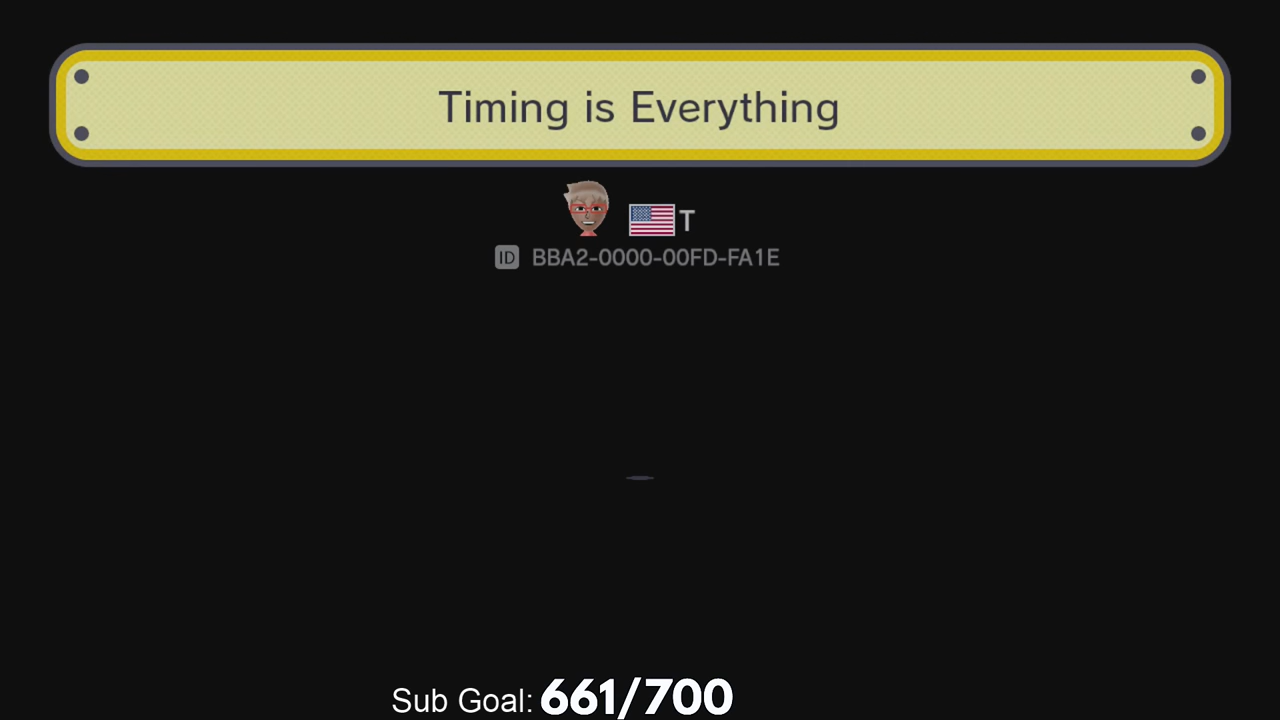 Timing is Everything
T
ID BBA2-0000-00FD-FA1E
Sub Goal: 661/700